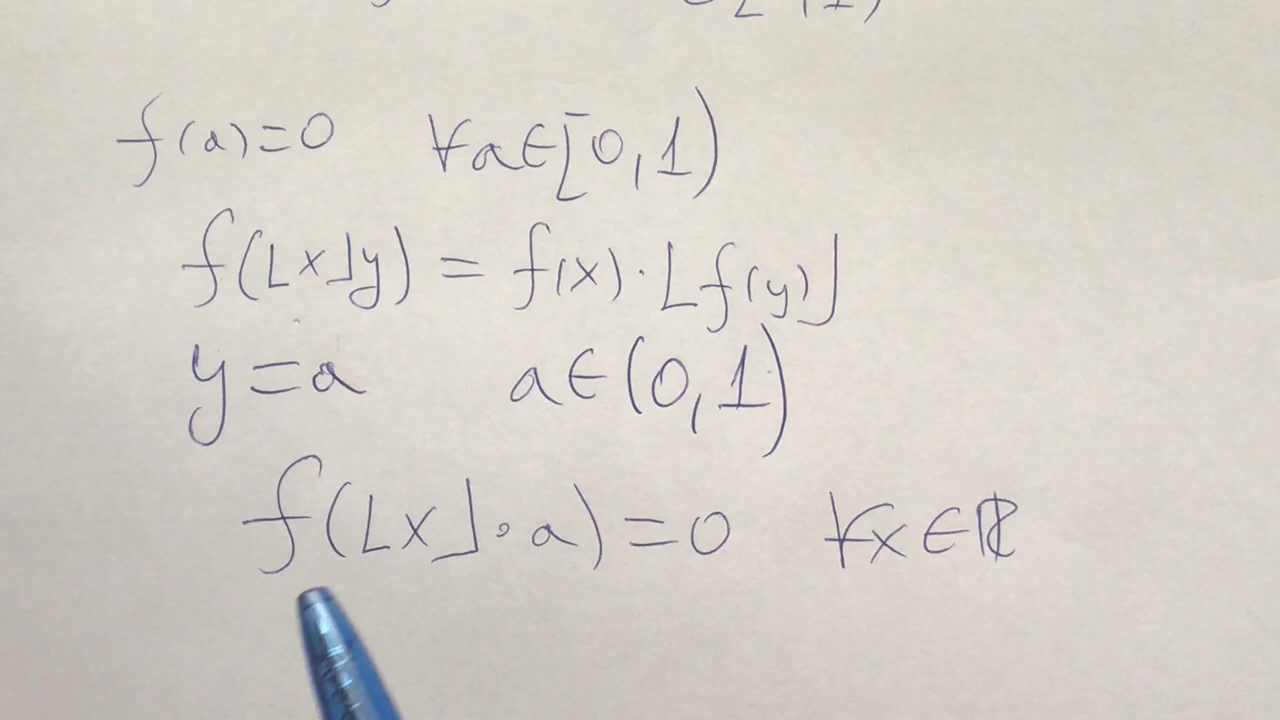 f(a)=0 ∀a∈[0,1)
f(⌊x⌋y) = f(x)·⌊f(y)⌋
y=a a∈(0,1)
f(⌊x⌋·a)=0 ∀x∈ℝ